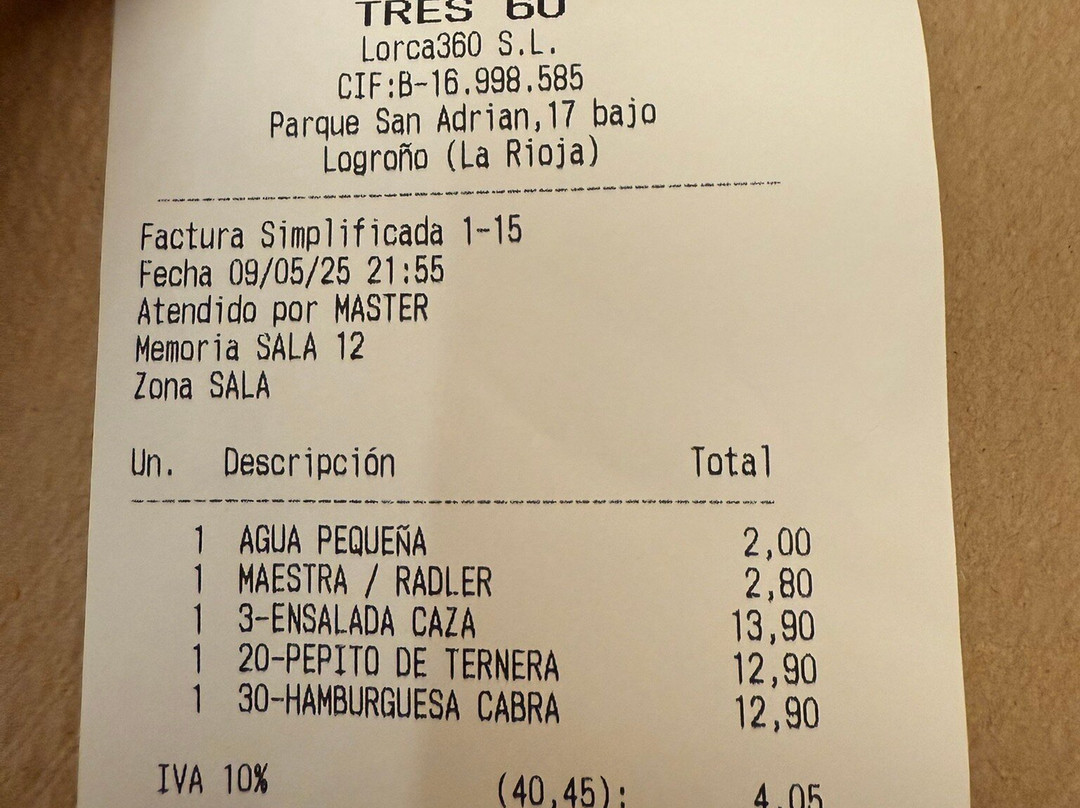 TRES 60
Lorca360 S.L.
CIF:B-16.998.585
Parque San Adrian,17 bajo
Logroño (La Rioja)
Factura Simplificada 1-15
Fecha 09/05/25 21:55
Atendido por MASTER
Memoria SALA 12
Zona SALA
Un. Descripción Total
1 AGUA PEQUEÑA 2,00
1 MAESTRA / RADLER 2,80
1 3-ENSALADA CAZA 13,90
1 20-PEPITO DE TERNERA 12,90
1 30-HAMBURGUESA CABRA 12,90
IVA 10% (40,45): 4,05